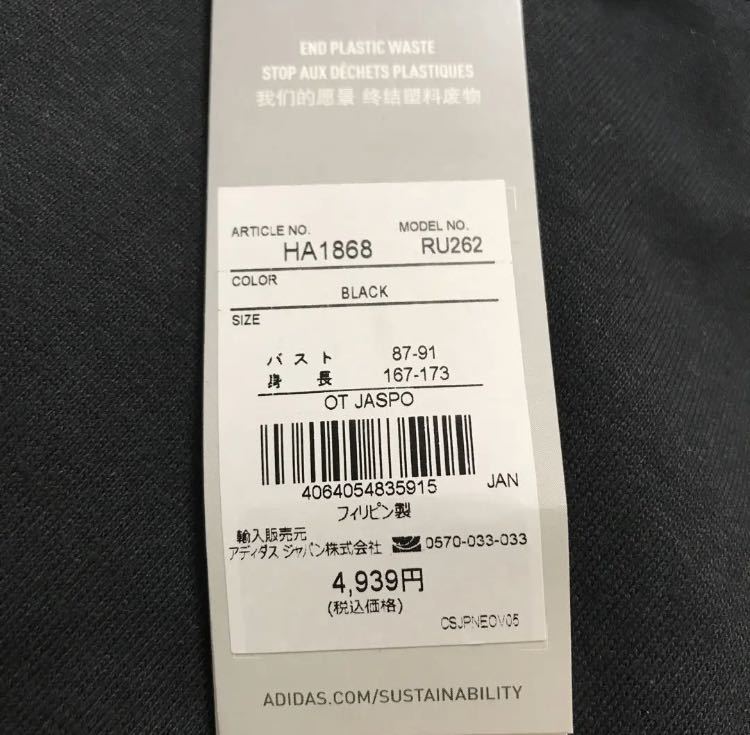 END PLASTIC WASTE
STOP AUX DÉCHETS PLASTIQUES
我们的愿景 终结塑料废物
ARTICLE NO. MODEL NO.
HA1868 RU262
COLOR
BLACK
SIZE
バスト 87-91
身長 167-173
OT JASPO
4064054835915 JAN
フィリピン製
輸入販売元
アディダス ジャパン株式会社 0570-033-033
4,939円
(税込価格)
CSJPNEOV05
ADIDAS.COM/SUSTAINABILITY